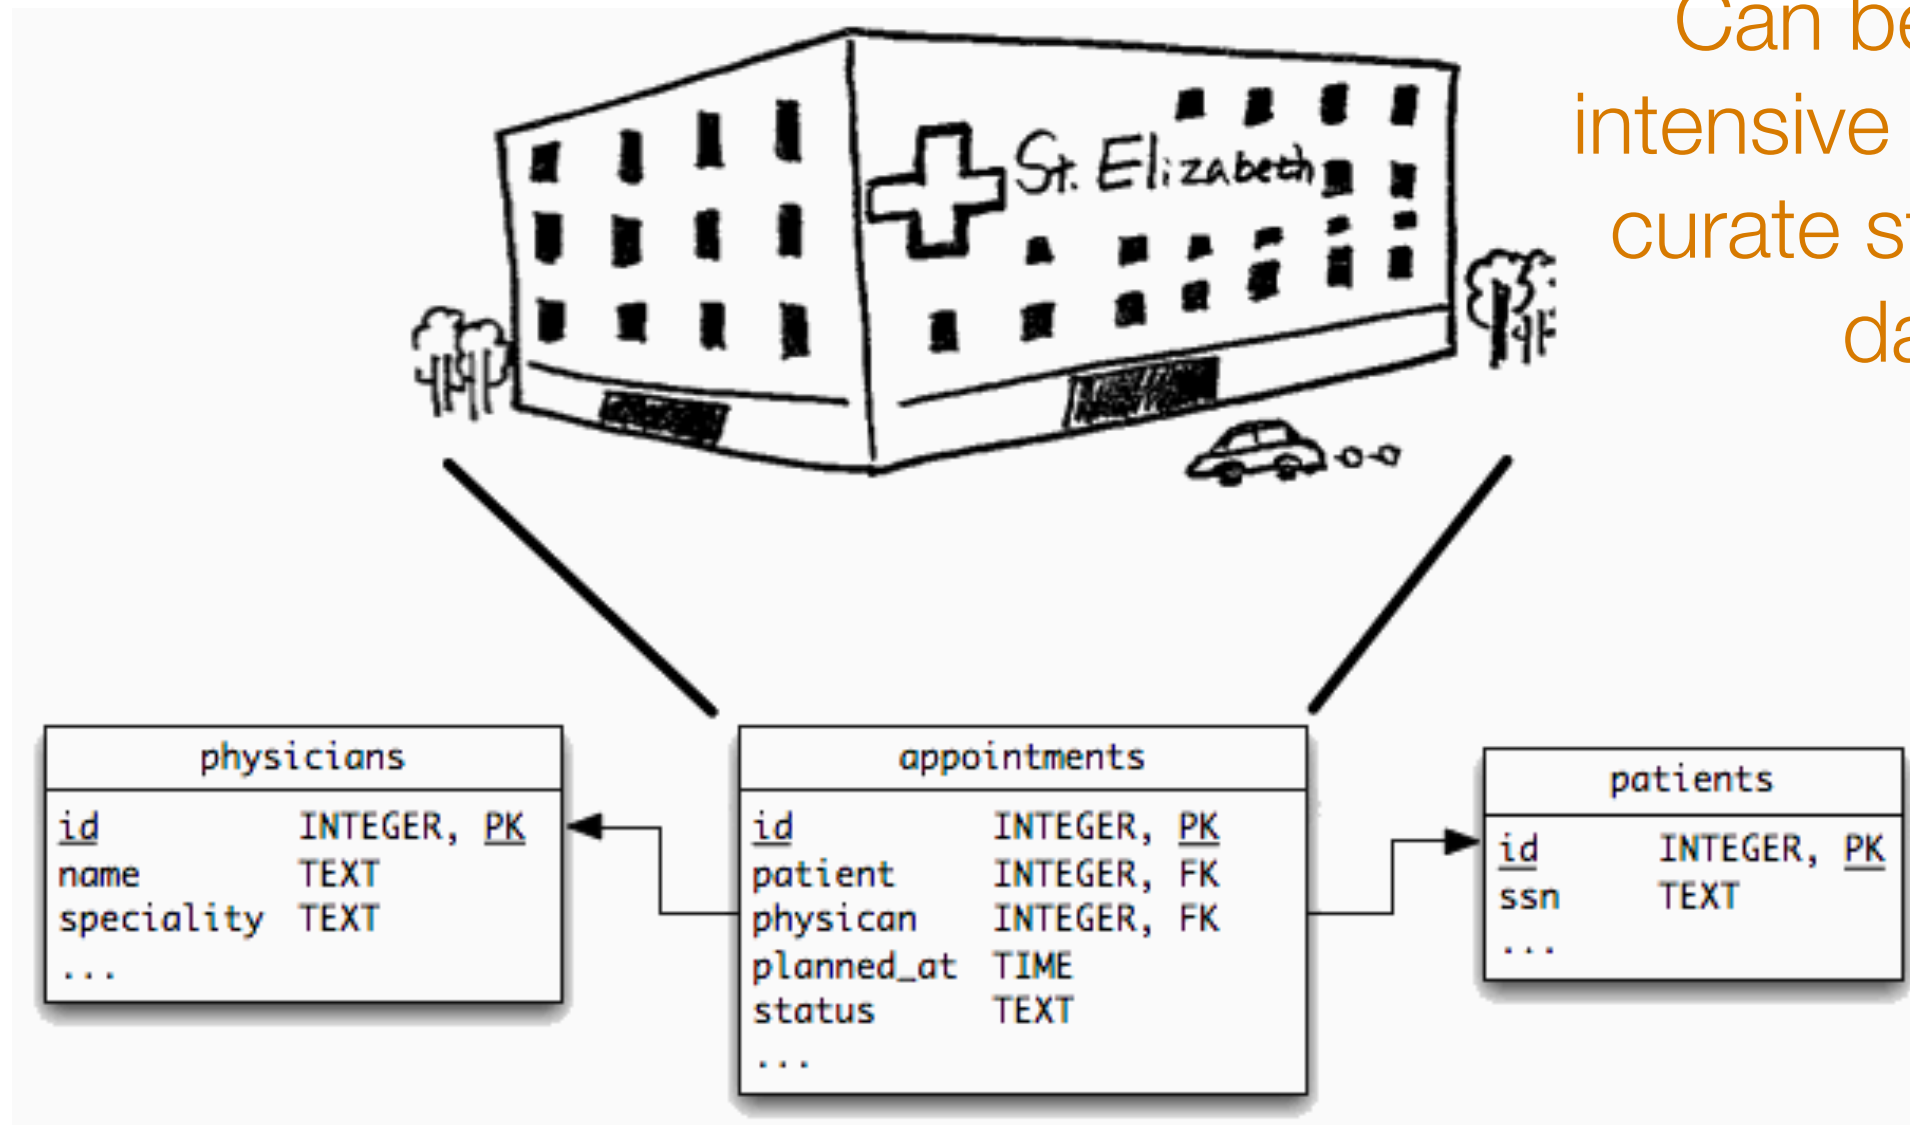 Can be
intensive
curate
St. Elizabeth
physicians
id INTEGER, PK
name TEXT
speciality TEXT
...
appointments
id INTEGER, PK
patient INTEGER, FK
physican INTEGER, FK
planned_at TIME
status TEXT
...
patients
id INTEGER, PK
ssn TEXT
...